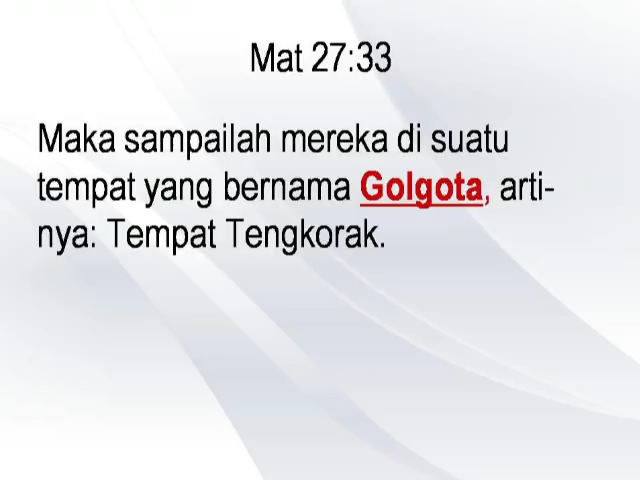 Mat 27:33
Maka sampailah mereka di suatu
tempat yang bernama Golgota, arti-
nya: Tempat Tengkorak.